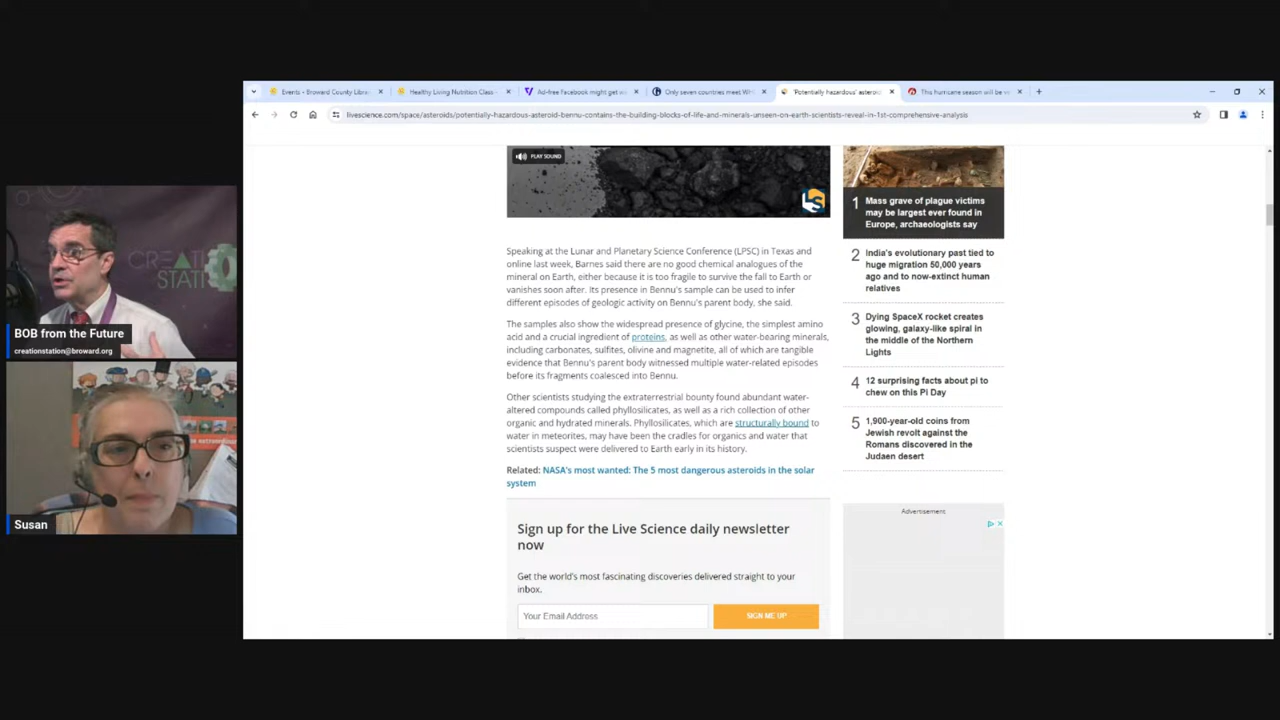 Events - Broward County Libra
Healthy Living Nutrition Class -
Ad-free Facebook might get
Only seven countries meet WH
'Potentially hazardous' asteroid
This hurricane season will be
livescience.com/space/asteroids/potentially-hazardous-asteroid-bennu-contains-the-building-blocks-of-life-and-minerals-unseen-on-earth-scientists-reveal-in-1st-comprehensive-analysis
PLAY SOUND
LS
Speaking at the Lunar and Planetary Science Conference (LPSC) in Texas and
online last week, Barnes said there are no good chemical analogues of the
mineral on Earth, either because it is too fragile to survive the fall to Earth or
vanishes soon after. Its presence in Bennu's sample can be used to infer
different episodes of geologic activity on Bennu's parent body, she said.
The samples also show the widespread presence of glycine, the simplest amino
acid and a crucial ingredient of proteins, as well as other water-bearing minerals,
including carbonates, sulfites, olivine and magnetite, all of which are tangible
evidence that Bennu's parent body witnessed multiple water-related episodes
before its fragments coalesced into Bennu.
Other scientists studying the extraterrestrial bounty found abundant water-
altered compounds called phyllosilicates, as well as a rich collection of other
organic and hydrated minerals. Phyllosilicates, which are structurally bound to
water in meteorites, may have been the cradles for organics and water that
scientists suspect were delivered to Earth early in its history.
Related: NASA's most wanted: The 5 most dangerous asteroids in the solar
system
Sign up for the Live Science daily newsletter
now
Get the world's most fascinating discoveries delivered straight to your
inbox.
Your Email Address
SIGN ME UP
1 Mass grave of plague victims
may be largest ever found in
Europe, archaeologists say
2 India's evolutionary past tied to
huge migration 50,000 years
ago and to now-extinct human
relatives
3 Dying SpaceX rocket creates
glowing, galaxy-like spiral in
the middle of the Northern
Lights
4 12 surprising facts about pi to
chew on this Pi Day
5 1,900-year-old coins from
Jewish revolt against the
Romans discovered in the
Judaen desert
Advertisement
CREATI
STATI
BOB from the Future
creationstation@broward.org
Susan